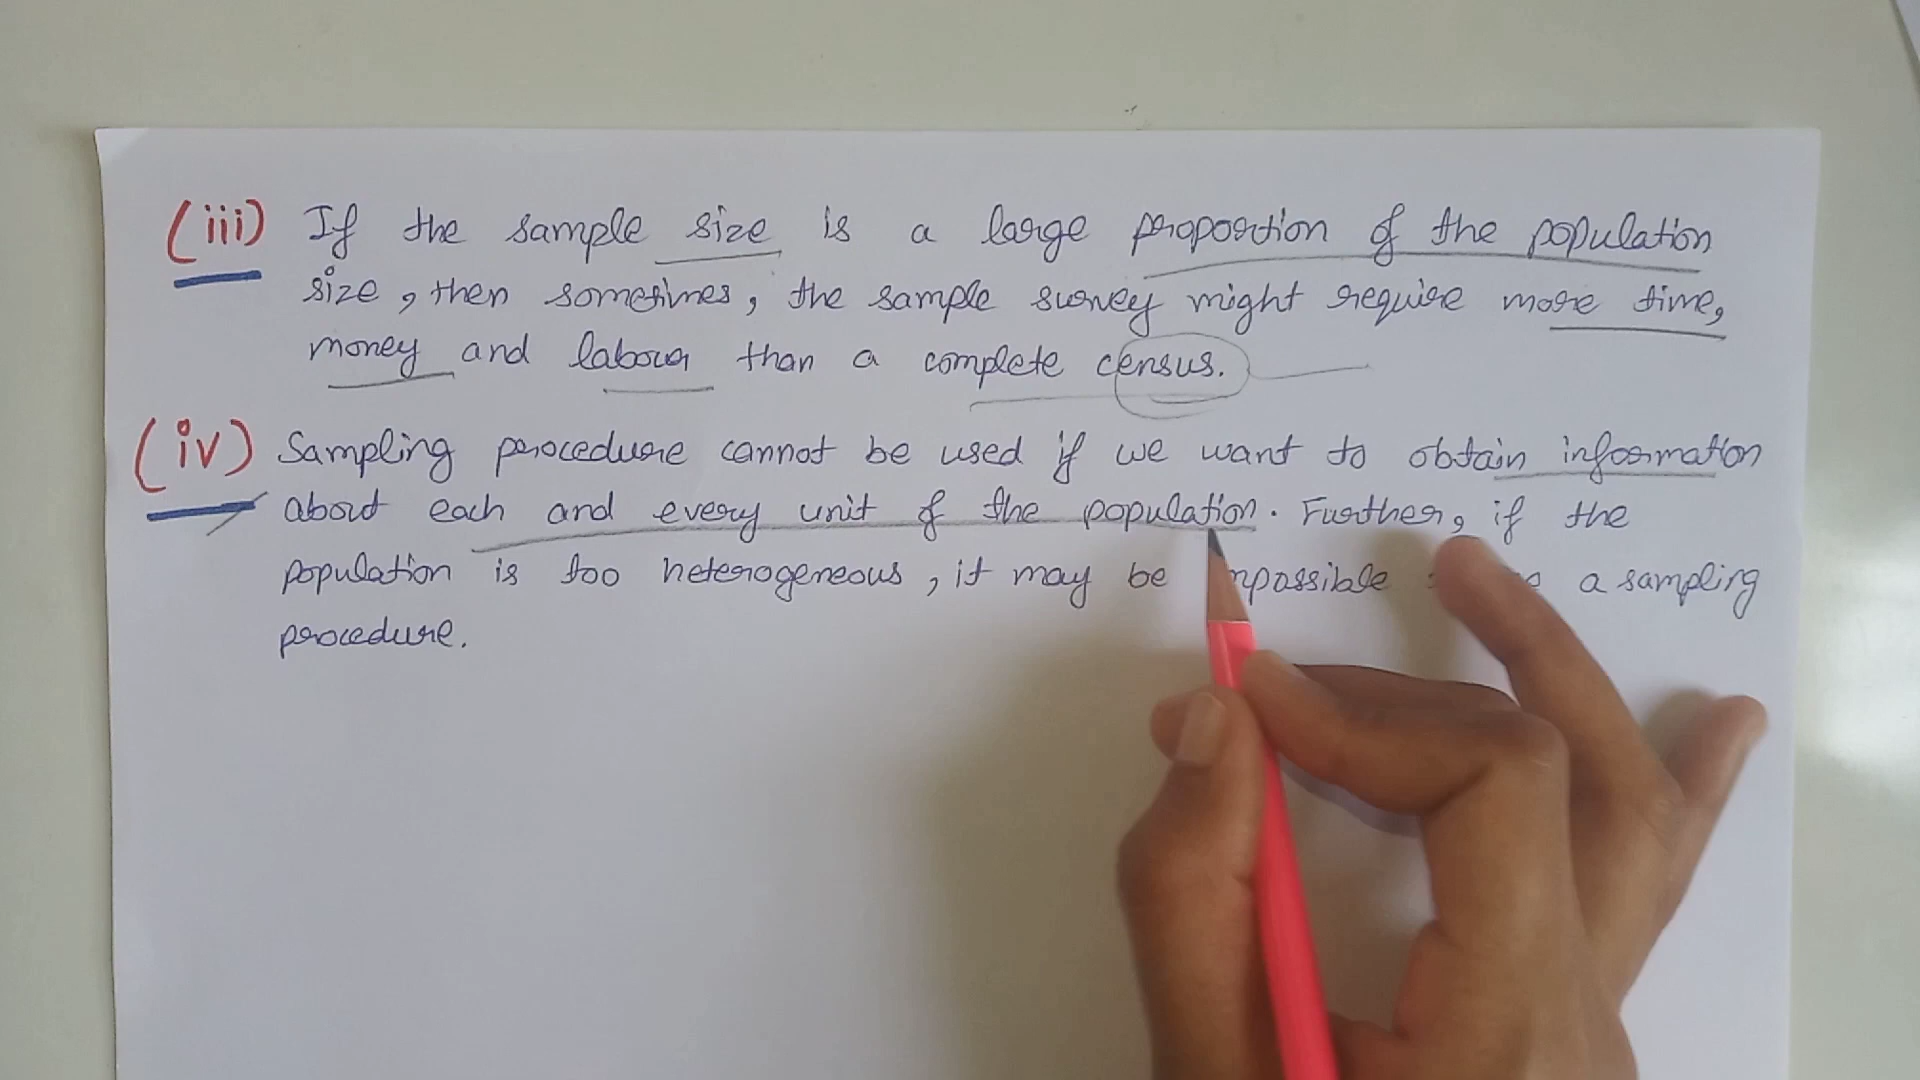 (iii) If the sample size is a large proportion of the population
size, then sometimes, the sample survey might require more time,
money and labour than a complete census.
(iv) Sampling procedure cannot be used if we want to obtain information
about each and every unit of the population. Further, if the
population is too heterogeneous, it may be impossible a sampling
procedure.